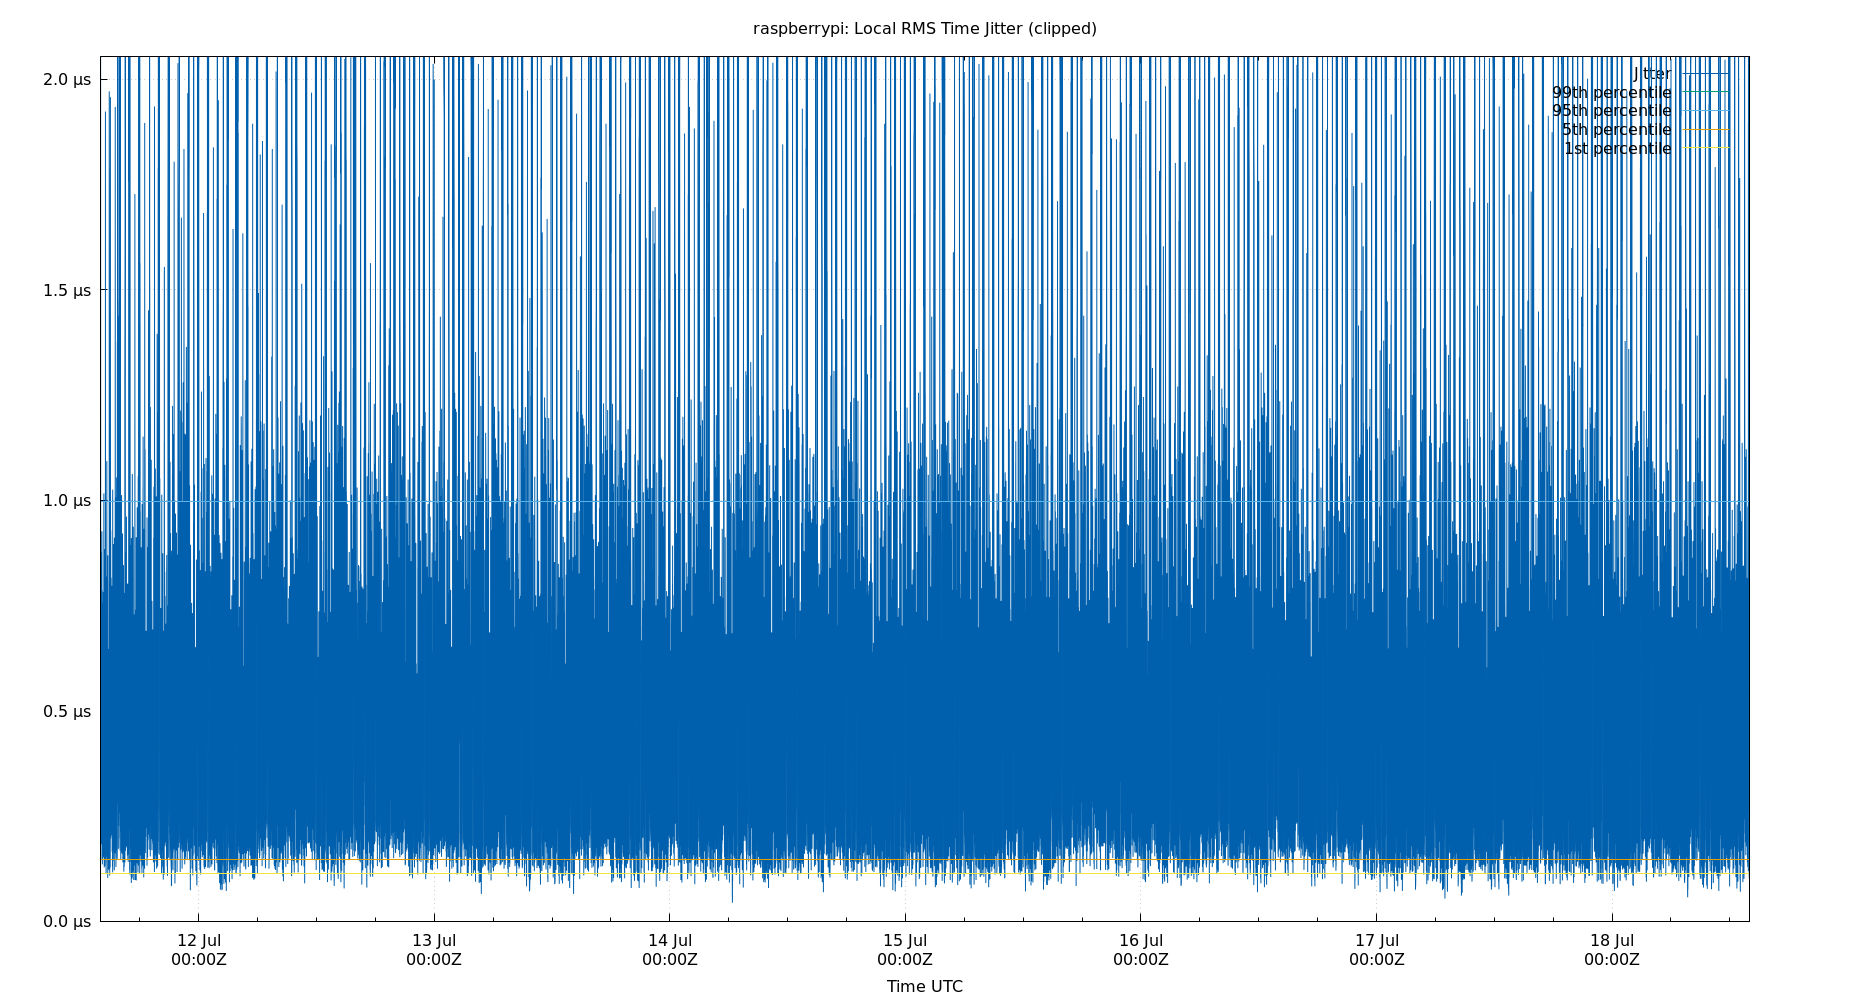 raspberrypi: Local RMS Time Jitter (clipped)
2.0 µs
1.5 µs
1.0 µs
0.5 µs
0.0 µs
Jitter
99th percentile
95th percentile
5th percentile
1st percentile
12 Jul
00:00Z
13 Jul
00:00Z
14 Jul
00:00Z
15 Jul
00:00Z
16 Jul
00:00Z
17 Jul
00:00Z
18 Jul
00:00Z
Time UTC